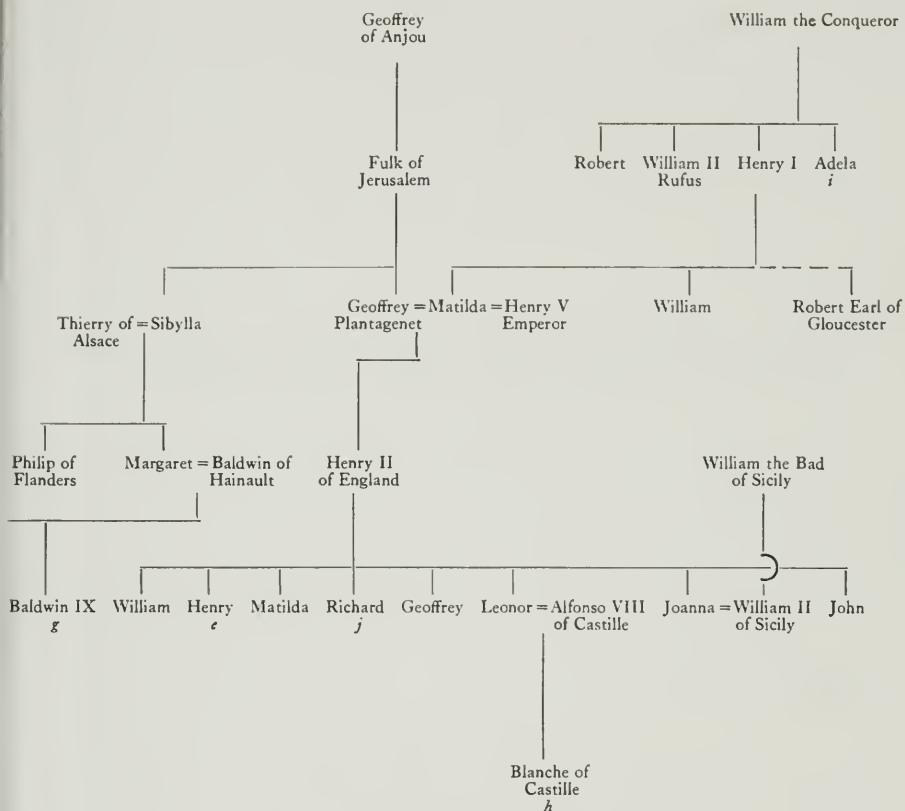 Geoffrey
of Anjou
William the Conqueror
Fulk of
Jerusalem
Robert
William II
Rufus
Henry I
Adela
i
Thierry of = Sibylla
Alsace
Geoffrey = Matilda = Henry V
Plantagenet Emperor
William
Robert Earl of
Gloucester
Philip of
Flanders
Margaret = Baldwin of
Hainault
Henry II
of England
William the Bad
of Sicily
Baldwin IX
g
William
Henry
e
Matilda
Richard
j
Geoffrey
Leonor = Alfonso VIII
of Castille
Joanna = William II
of Sicily
John
Blanche of
Castille
h